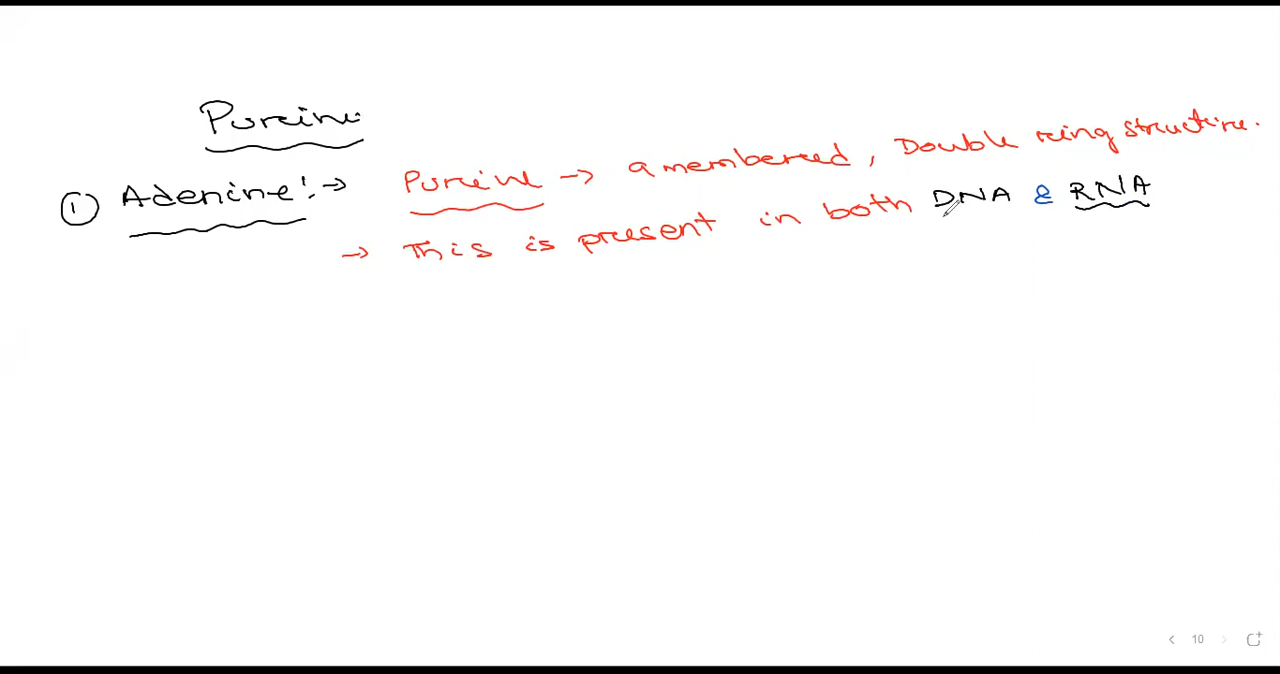 Purine
① Adenine :→ Purine → 9 membered, Double ring structure.
→ This is present in both DNA & RNA
10